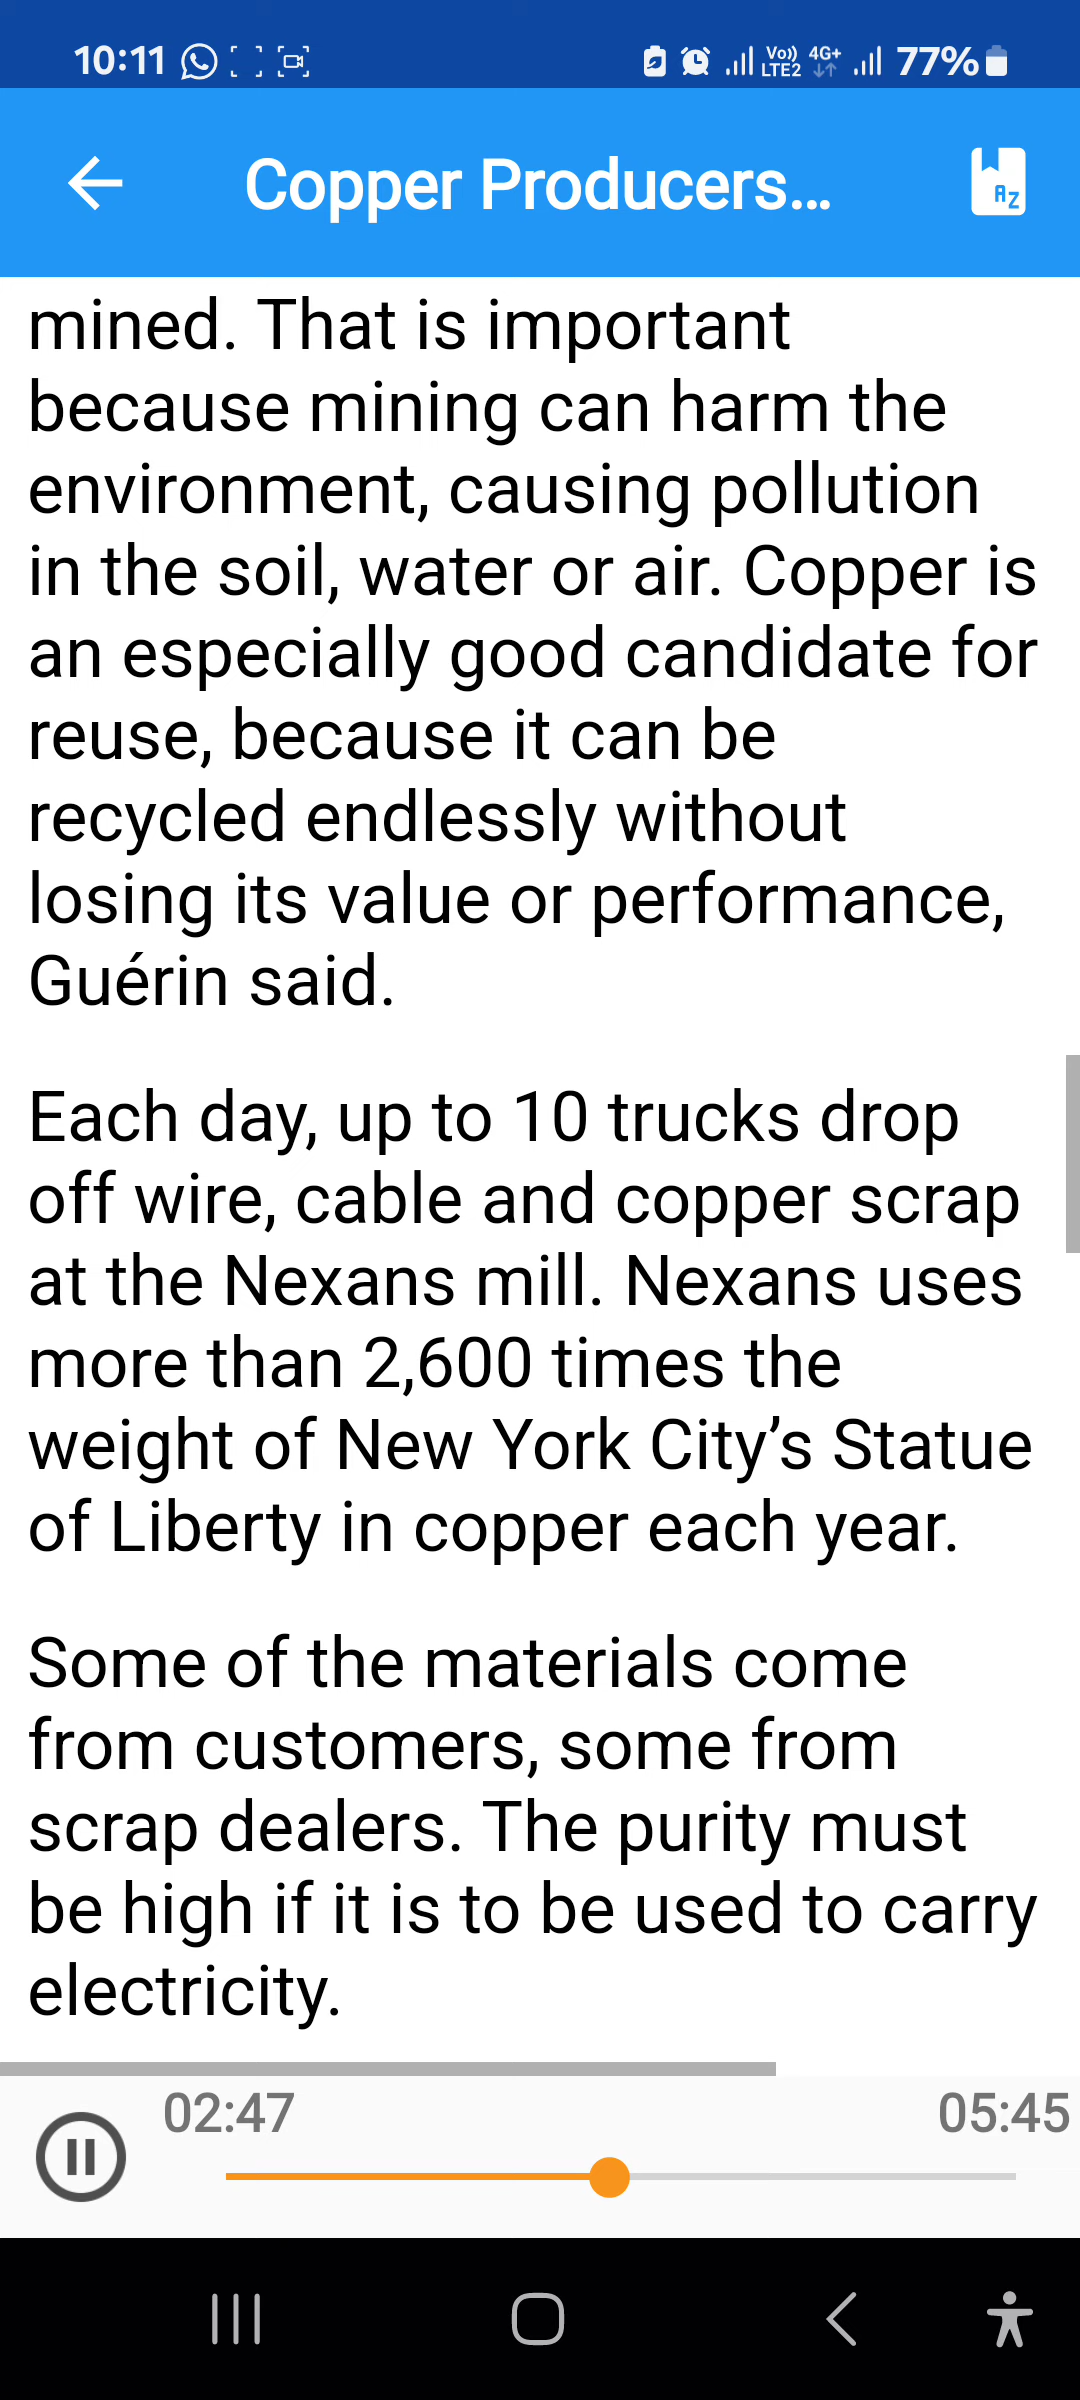 10:11 Vo)) LTE2 4G+ 77%
Copper Producers...
AZ
mined. That is important
because mining can harm the
environment, causing pollution
in the soil, water or air. Copper is
an especially good candidate for
reuse, because it can be
recycled endlessly without
losing its value or performance,
Guérin said.
Each day, up to 10 trucks drop
off wire, cable and copper scrap
at the Nexans mill. Nexans uses
more than 2,600 times the
weight of New York City’s Statue
of Liberty in copper each year.
Some of the materials come
from customers, some from
scrap dealers. The purity must
be high if it is to be used to carry
electricity.
02:47 05:45